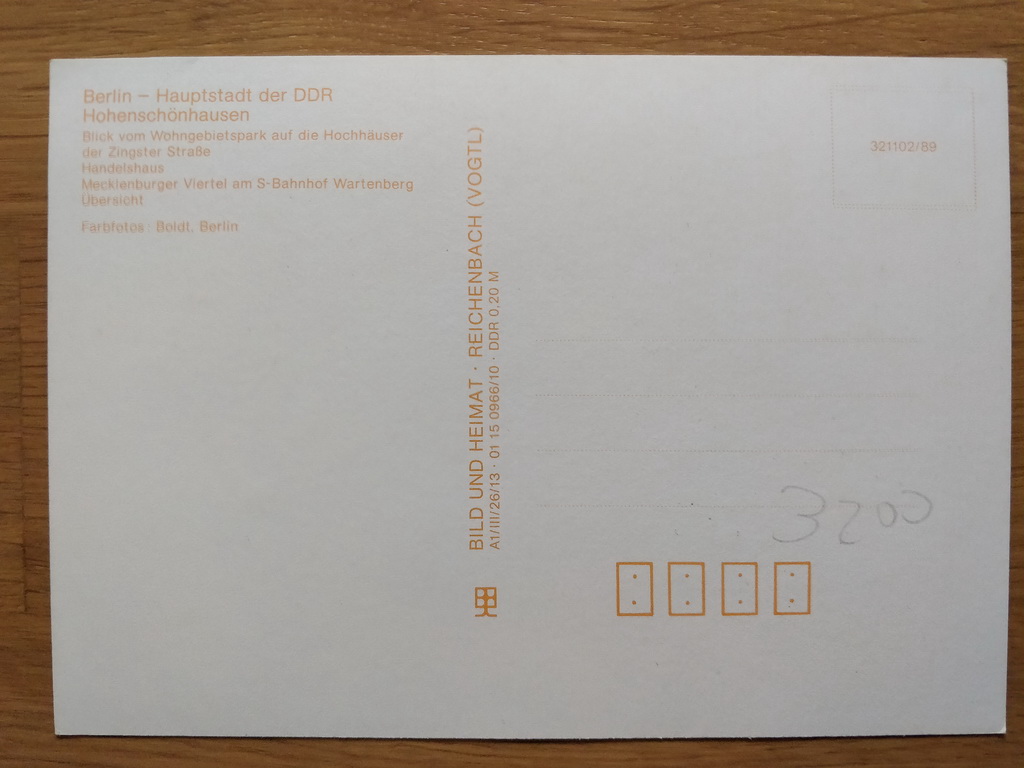 Berlin – Hauptstadt der DDR
Hohenschönhausen
Blick vom Wohngebietspark auf die Hochhäuser
der Zingster Straße
Handelshaus
Mecklenburger Viertel am S-Bahnhof Wartenberg
Übersicht
Farbfotos: Boldt, Berlin
BILD UND HEIMAT · REICHENBACH (VOGTL)
A1/III/26/13 · 01 15 0966/10 · DDR 0,20 M
321102/89
3200